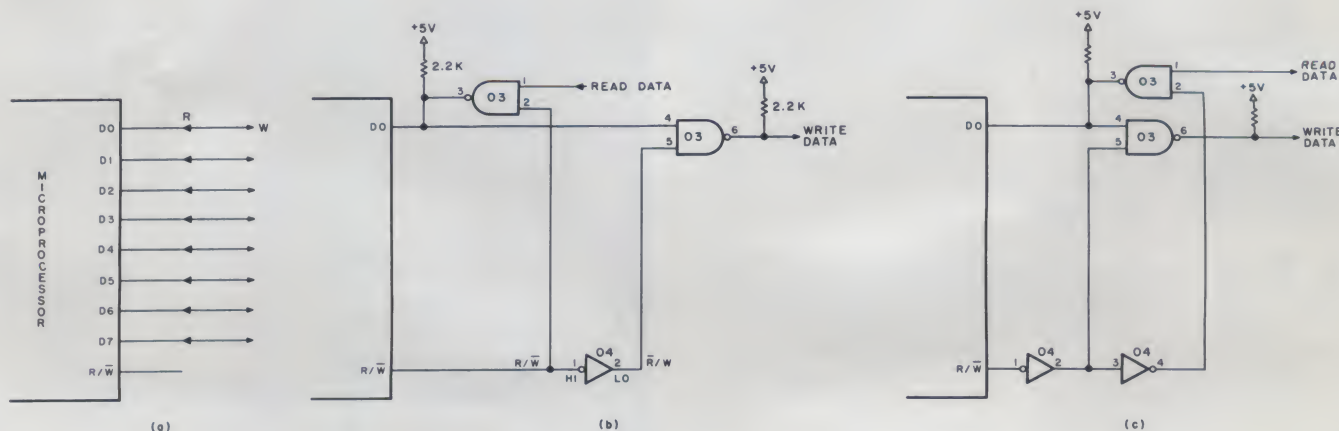 MICROPROCESSOR
D0
R
W
D1
D2
D3
D4
D5
D6
D7
R/W̅
(a)
+5V
2.2K
3
03
1
2
READ DATA
+5V
2.2K
D0
4
5
03
6
WRITE
DATA
R/W̅
R/W̅
1
HI
04
2
LO
R̅/W
(b)
+5V
3
03
1
2
READ
DATA
+5V
D0
4
5
03
6
WRITE
DATA
R/W̅
1
04
2
3
04
4
(c)